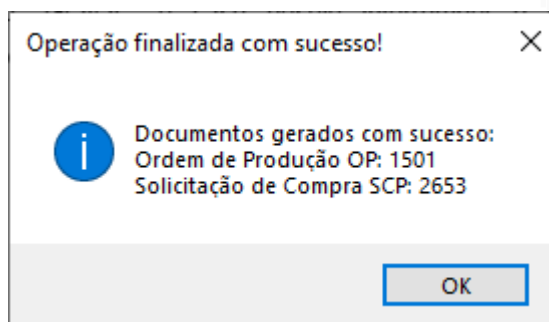 Operação finalizada com sucesso!
Documentos gerados com sucesso:
Ordem de Produção OP: 1501
Solicitação de Compra SCP: 2653
OK